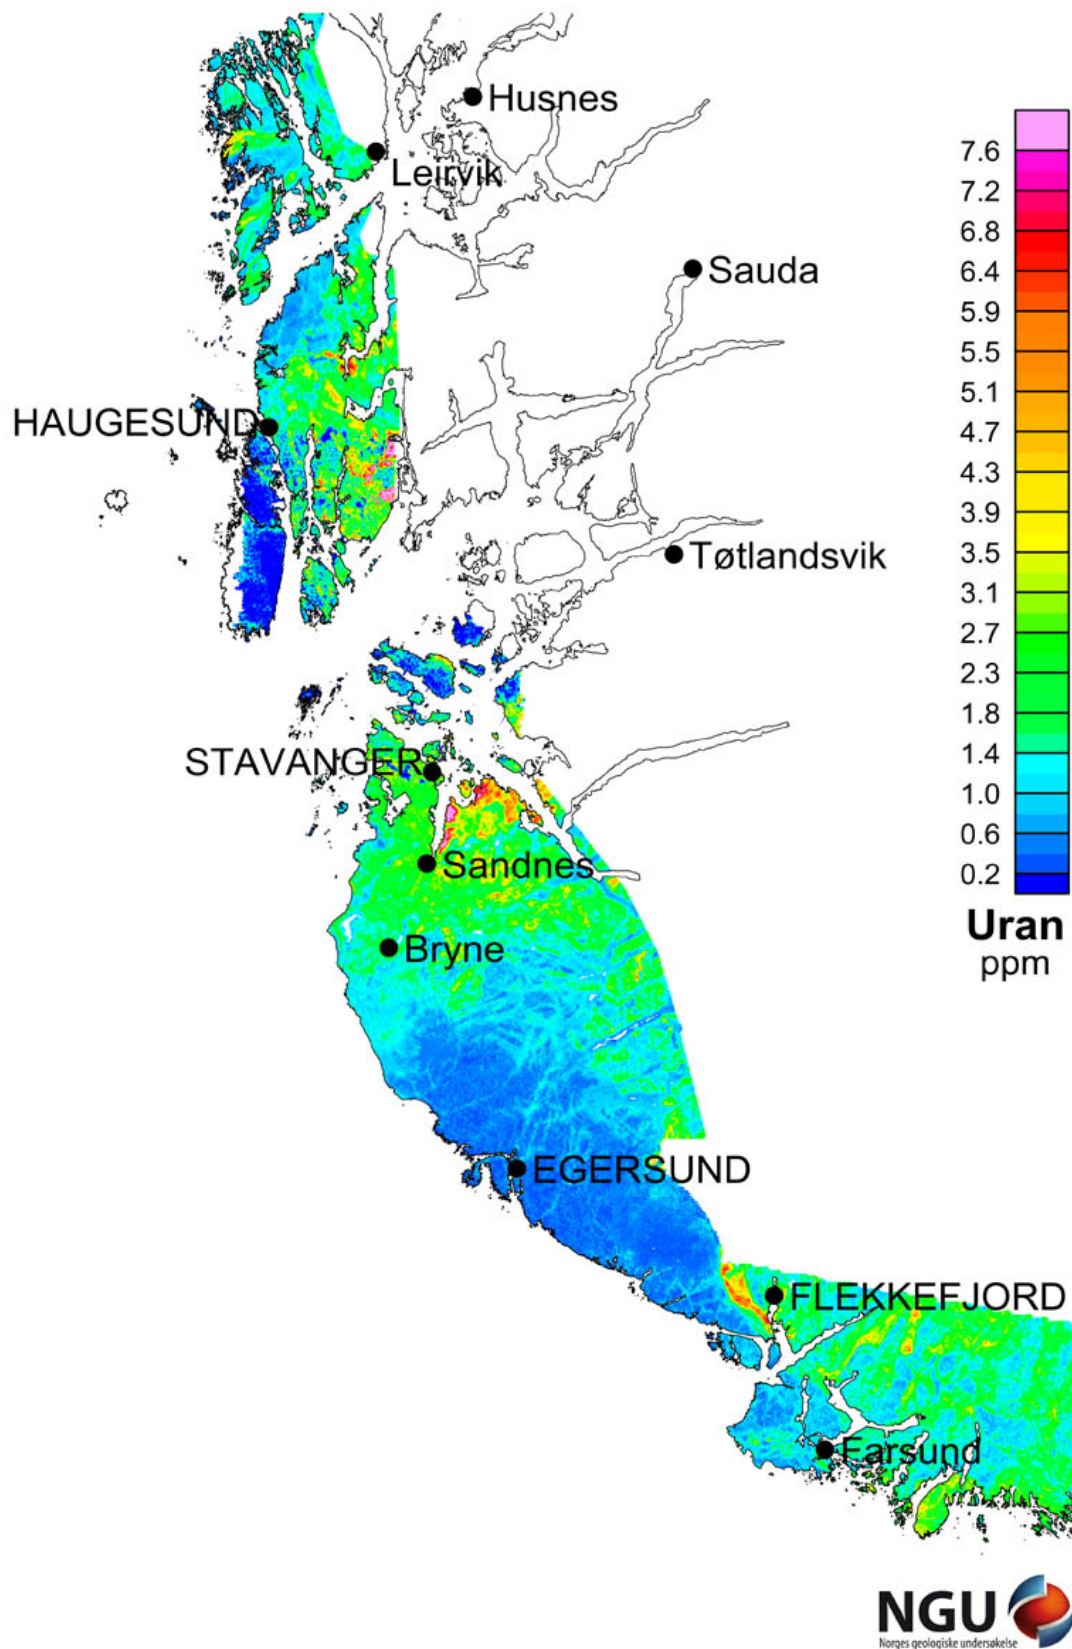 Husnes
Leirvik
Sauda
HAUGESUND
Tøtlandsvik
STAVANGER
Sandnes
Bryne
EGERSUND
FLEKKEFJORD
Farsund
7.6
7.2
6.8
6.4
5.9
5.5
5.1
4.7
4.3
3.9
3.5
3.1
2.7
2.3
1.8
1.4
1.0
0.6
0.2
Uran
ppm
NGU
Norges geologiske undersøkelse